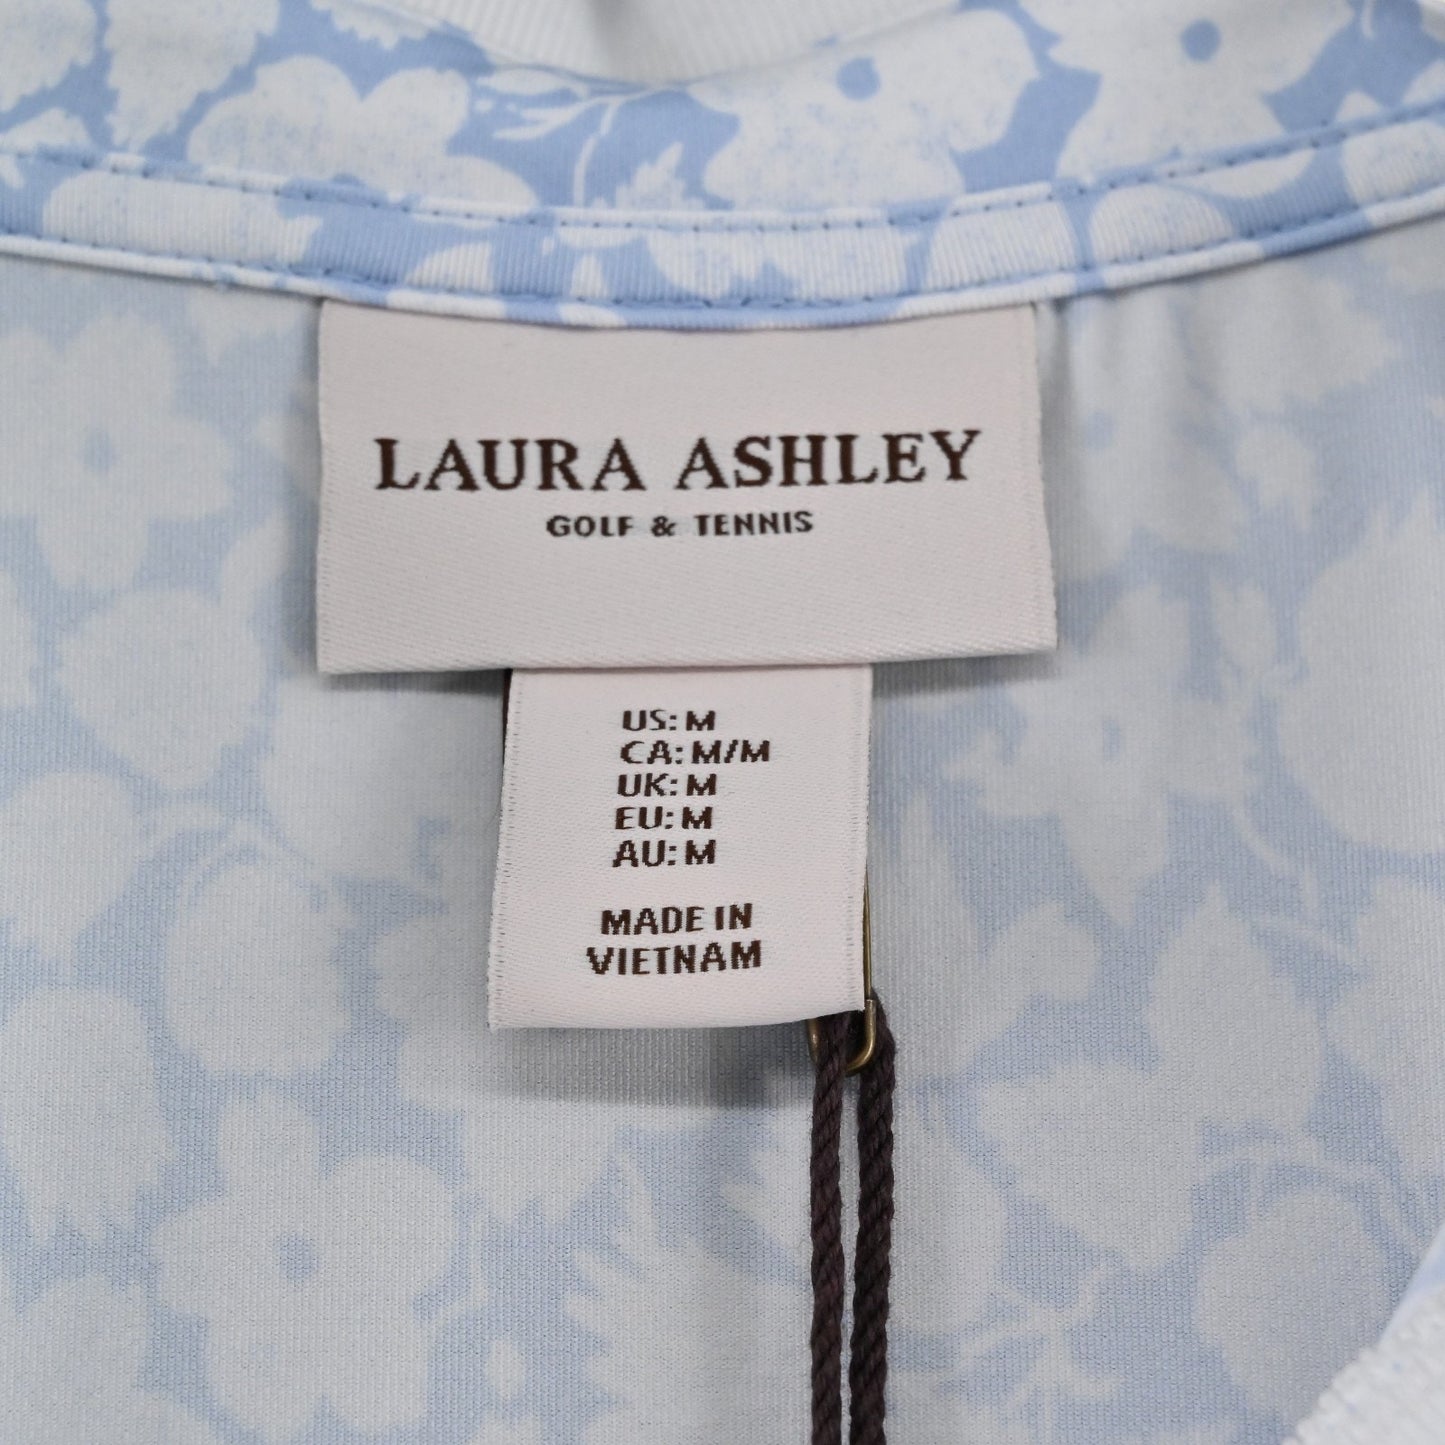 LAURA ASHLEY
GOLF & TENNIS
US: M
CA: M/M
UK: M
EU: M
AU: M
MADE IN
VIETNAM